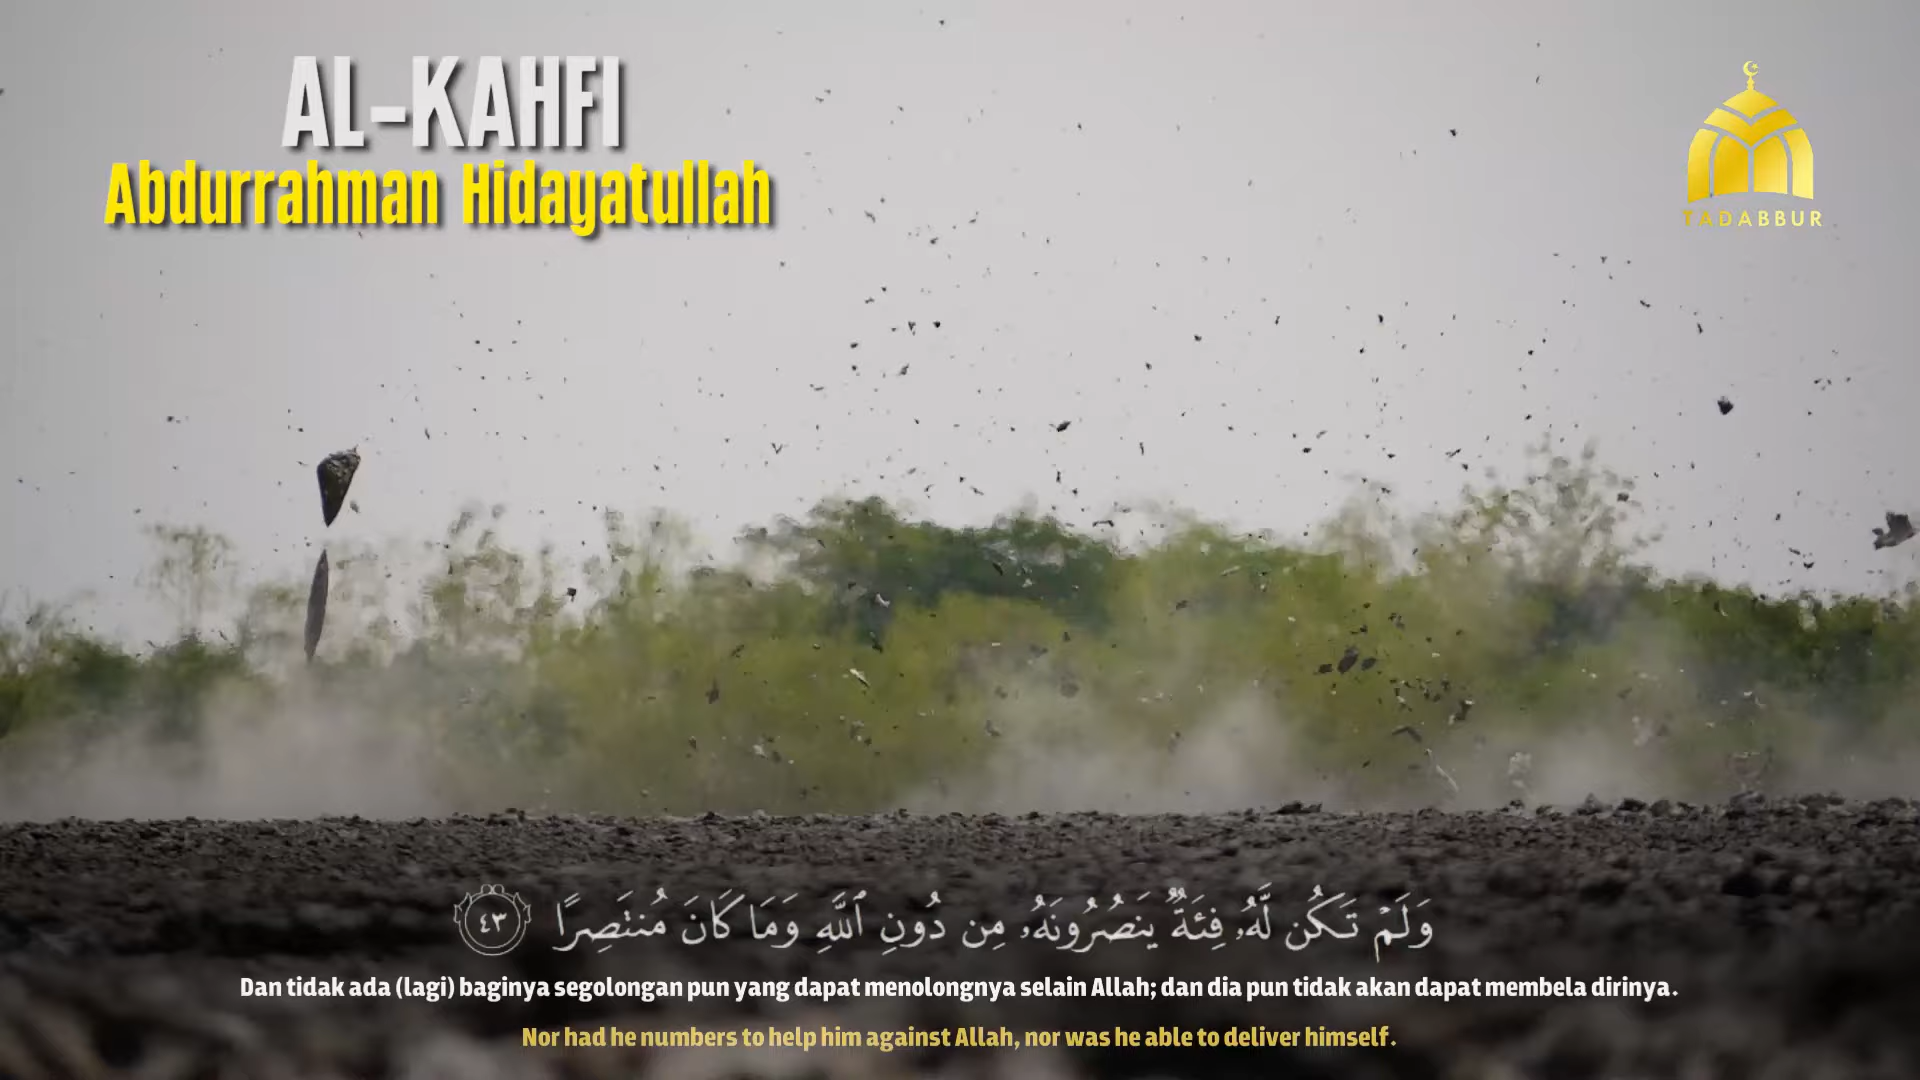 AL-KAHFI
Abdurrahman Hidayatullah
TADABBUR
وَلَمْ تَكُن لَّهُۥ فِئَةٌ يَنصُرُونَهُۥ مِن دُونِ ٱللَّهِ وَمَا كَانَ مُنتَصِرًا ٤٣
Dan tidak ada (lagi) baginya segolongan pun yang dapat menolongnya selain Allah; dan dia pun tidak akan dapat membela dirinya.
Nor had he numbers to help him against Allah, nor was he able to deliver himself.